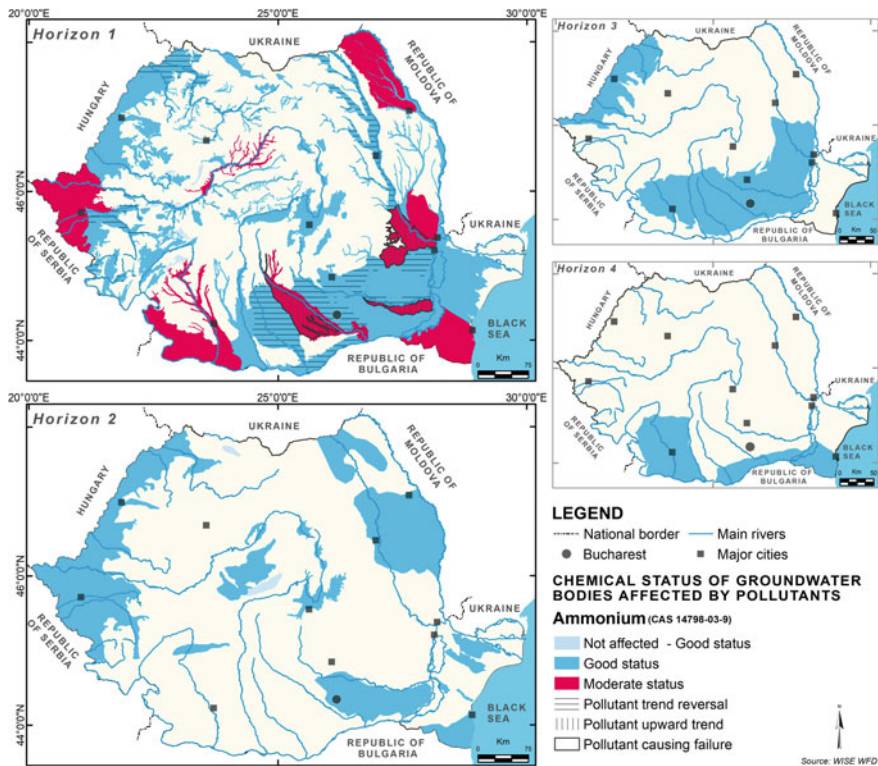 20°0'0"E
25°0'0"E
30°0'0"E
Horizon 1
UKRAINE
REPUBLIC OF
MOLDOVA
HUNGARY
46°0'0"N
REPUBLIC
OF SERBIA
UKRAINE
44°0'0"N
BLACK
SEA
REPUBLIC OF
BULGARIA
Km
0 75
20°0'0"E
25°0'0"E
30°0'0"E
Horizon 2
UKRAINE
REPUBLIC OF
MOLDOVA
HUNGARY
46°0'0"N
REPUBLIC
OF SERBIA
UKRAINE
44°0'0"N
BLACK
SEA
REPUBLIC OF
BULGARIA
Km
0 75
Horizon 3
UKRAINE
REPUBLIC OF
MOLDOVA
HUNGARY
UKRAINE
REPUBLIC
OF SERBIA
BLACK
SEA
REPUBLIC OF
BULGARIA
Km
0 50
Horizon 4
UKRAINE
REPUBLIC OF
MOLDOVA
HUNGARY
UKRAINE
REPUBLIC
OF SERBIA
BLACK
SEA
REPUBLIC OF
BULGARIA
Km
0 50
LEGEND
National border
Main rivers
Bucharest
Major cities
CHEMICAL STATUS OF GROUNDWATER
BODIES AFFECTED BY POLLUTANTS
Ammonium (CAS 14798-03-9)
Not affected - Good status
Good status
Moderate status
Pollutant trend reversal
Pollutant upward trend
Pollutant causing failure
N
Source: WISE WFD